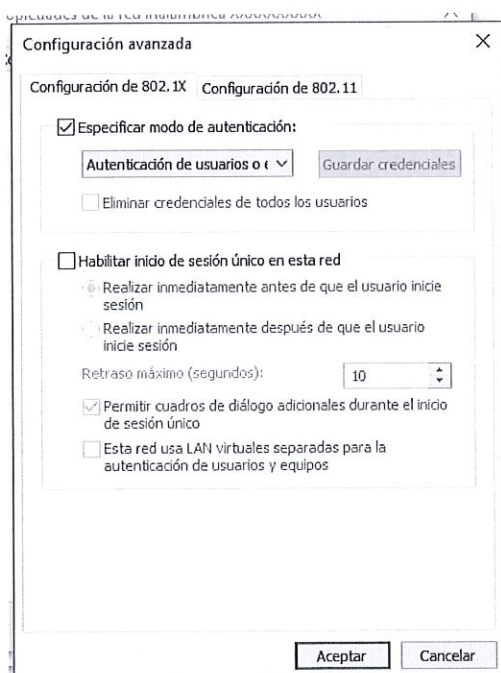 Configuración avanzada
Configuración de 802.1X
Configuración de 802.11
Especificar modo de autenticación:
Autenticación de usuarios o e
Guardar credenciales
Eliminar credenciales de todos los usuarios
Habilitar inicio de sesión único en esta red
Realizar inmediatamente antes de que el usuario inicie
sesión
Realizar inmediatamente después de que el usuario
inicie sesión
Retraso máximo (segundos):
10
Permitir cuadros de diálogo adicionales durante el inicio
de sesión único
Esta red usa LAN virtuales separadas para la
autenticación de usuarios y equipos
Aceptar
Cancelar